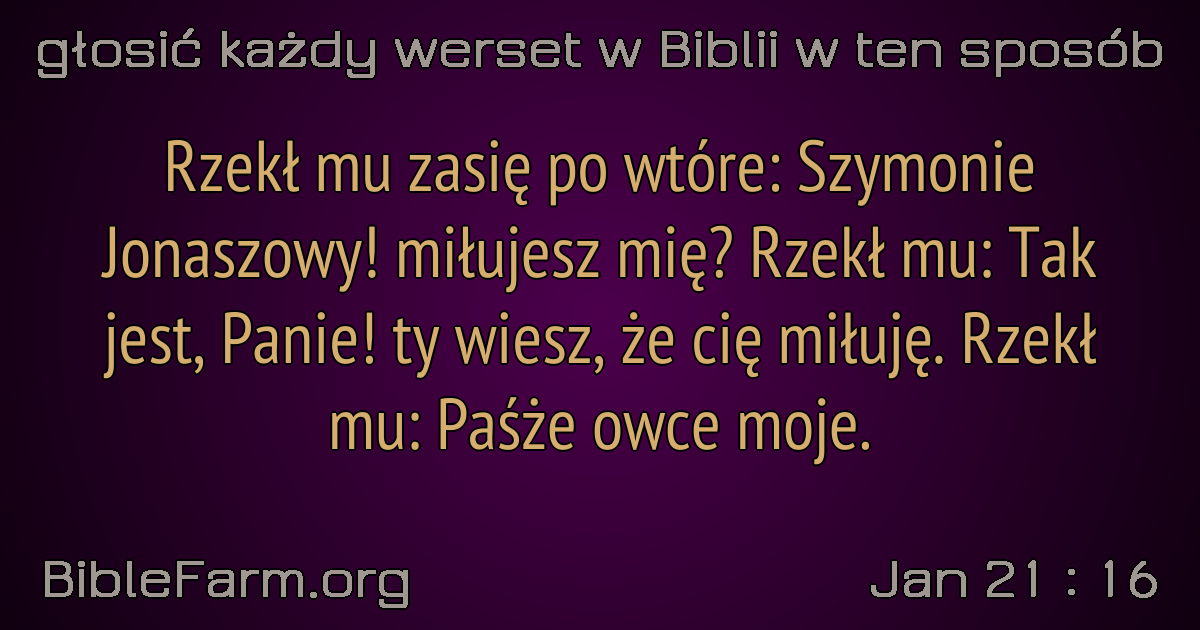 głosić każdy werset w Biblii w ten sposób
Rzekł mu zasię po wtóre: Szymonie
Jonaszowy! miłujesz mię? Rzekł mu: Tak
jest, Panie! ty wiesz, że cię miłuję. Rzekł
mu: Paśże owce moje.
BibleFarm.org
Jan 21 : 16